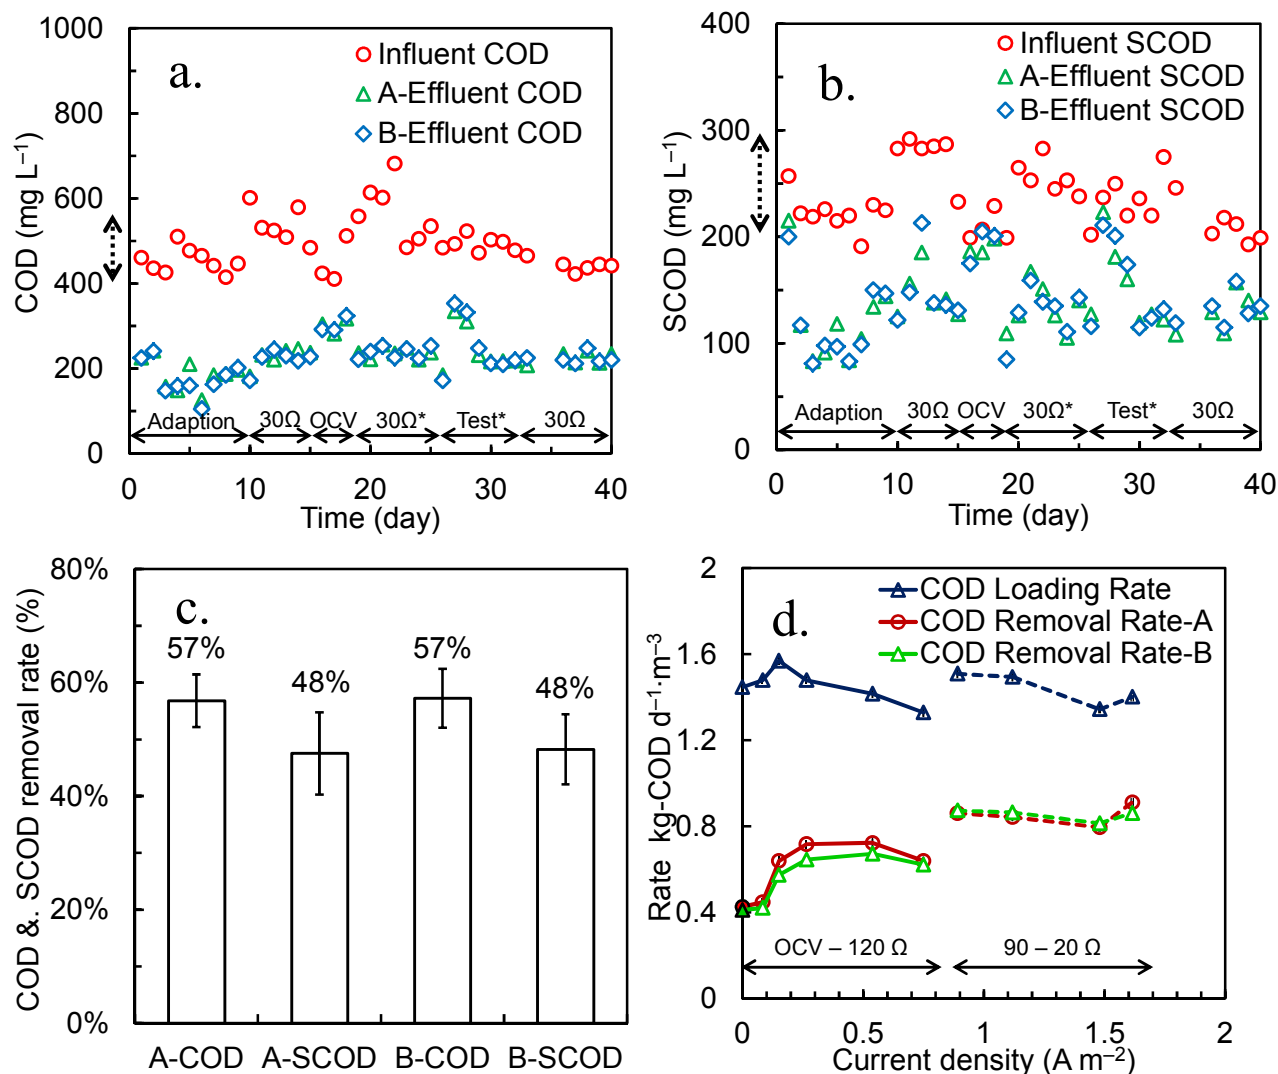 a.
Influent COD
A-Effluent COD
B-Effluent COD
COD (mg L⁻¹)
1000
800
600
400
200
0
Adaption
30Ω
OCV
30Ω*
Test*
30Ω
0
10
20
30
40
Time (day)
b.
Influent SCOD
A-Effluent SCOD
B-Effluent SCOD
SCOD (mg L⁻¹)
400
300
200
100
0
Adaption
30Ω
OCV
30Ω*
Test*
30Ω
0
10
20
30
40
Time (day)
c.
COD &. SCOD removal rate (%)
80%
60%
40%
20%
0%
57%
48%
57%
48%
A-COD
A-SCOD
B-COD
B-SCOD
d.
COD Loading Rate
COD Removal Rate-A
COD Removal Rate-B
Rate kg-COD d⁻¹·m⁻³
2
1.6
1.2
0.8
0.4
0
OCV – 120 Ω
90 – 20 Ω
0
0.5
1
1.5
2
Current density (A m⁻²)